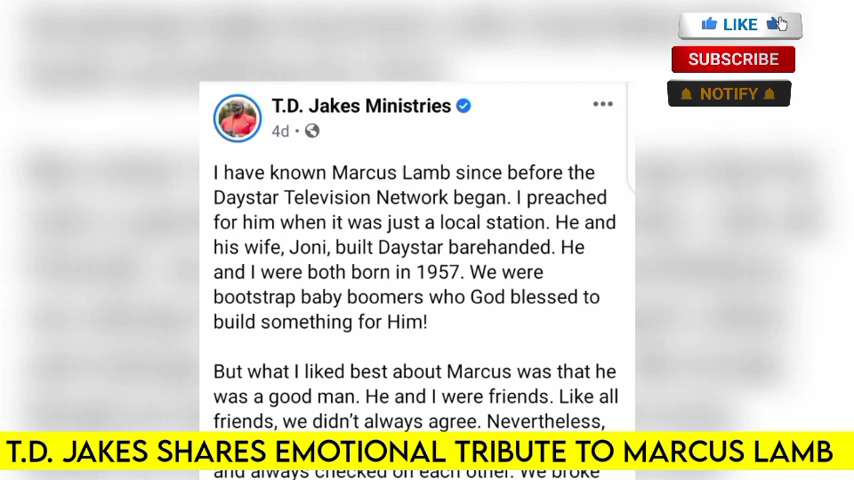 LIKE
SUBSCRIBE
NOTIFY
T.D. Jakes Ministries
4d
I have known Marcus Lamb since before the
Daystar Television Network began. I preached
for him when it was just a local station. He and
his wife, Joni, built Daystar barehanded. He
and I were both born in 1957. We were
bootstrap baby boomers who God blessed to
build something for Him!
But what I liked best about Marcus was that he
was a good man. He and I were friends. Like all
friends, we didn't always agree. Nevertheless,
T.D. JAKES SHARES EMOTIONAL TRIBUTE TO MARCUS LAMB
and always checked on each other. We broke